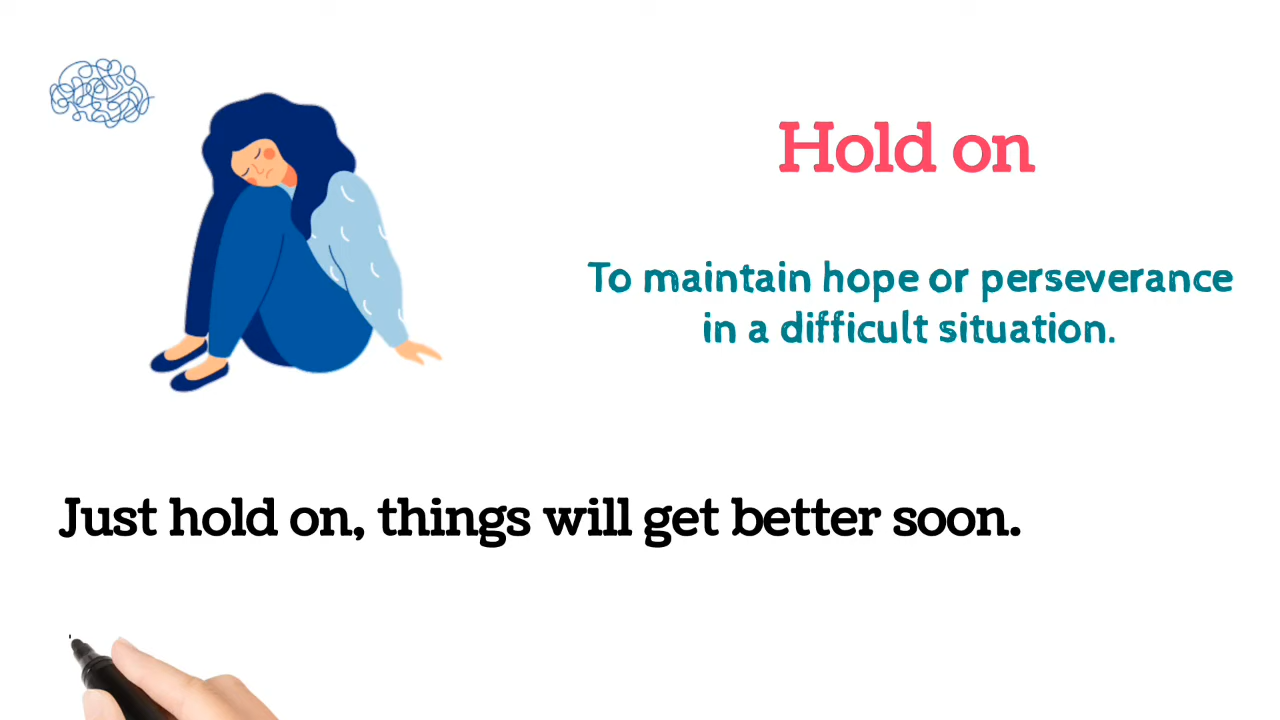 Hold on
To maintain hope or perseverance
in a difficult situation.
Just hold on, things will get better soon.